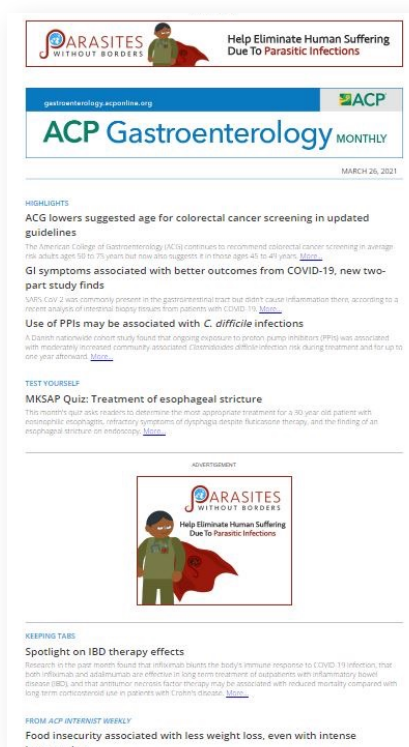 PARASITES
WITHOUT BORDERS
Help Eliminate Human Suffering
Due To Parasitic Infections
gastroenterology.acponline.org
ACP
ACP Gastroenterology MONTHLY
MARCH 26, 2021
HIGHLIGHTS
ACG lowers suggested age for colorectal cancer screening in updated
guidelines
The American College of Gastroenterology (ACG) continues to recommend colorectal cancer screening in average-
risk adults ages 50 to 75 years but now also suggests it in those ages 45 to 49 years. More...
GI symptoms associated with better outcomes from COVID-19, new two-
part study finds
SARS-CoV-2 was commonly present in the gastrointestinal tract but didn't cause inflammation there, according to a
recent analysis of intestinal biopsy tissues from patients with COVID-19. More...
Use of PPIs may be associated with C. difficile infections
A Danish nationwide cohort study found that ongoing exposure to proton pump inhibitors (PPIs) was associated
with moderately increased community-associated Clostridioides difficile infection risk during treatment and for up to
one year afterward. More...
TEST YOURSELF
MKSAP Quiz: Treatment of esophageal stricture
This month's quiz asks readers to determine the most appropriate treatment for a 30-year-old patient with
eosinophilic esophagitis, refractory symptoms of dysphagia despite fluticasone therapy, and the finding of an
esophageal stricture on endoscopy. More...
ADVERTISEMENT
PARASITES
WITHOUT BORDERS
Help Eliminate Human Suffering
Due To Parasitic Infections
KEEPING TABS
Spotlight on IBD therapy effects
Research in the past month found that infliximab blunts the body's immune response to COVID-19 infection, that
both infliximab and adalimumab are effective in long-term treatment of outpatients with inflammatory bowel
disease (IBD), and that antitumor necrosis factor therapy may be associated with reduced mortality compared with
long-term corticosteroid use in patients with Crohn's disease. More...
FROM ACP INTERNIST WEEKLY
Food insecurity associated with less weight loss, even with intense